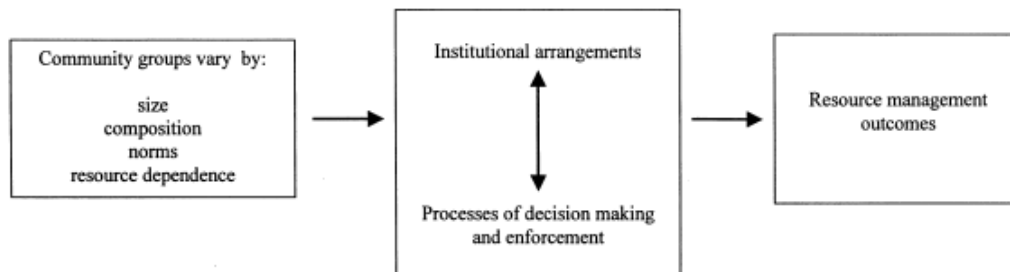 Community groups vary by:
size
composition
norms
resource dependence
Institutional arrangements
Processes of decision making
and enforcement
Resource management
outcomes